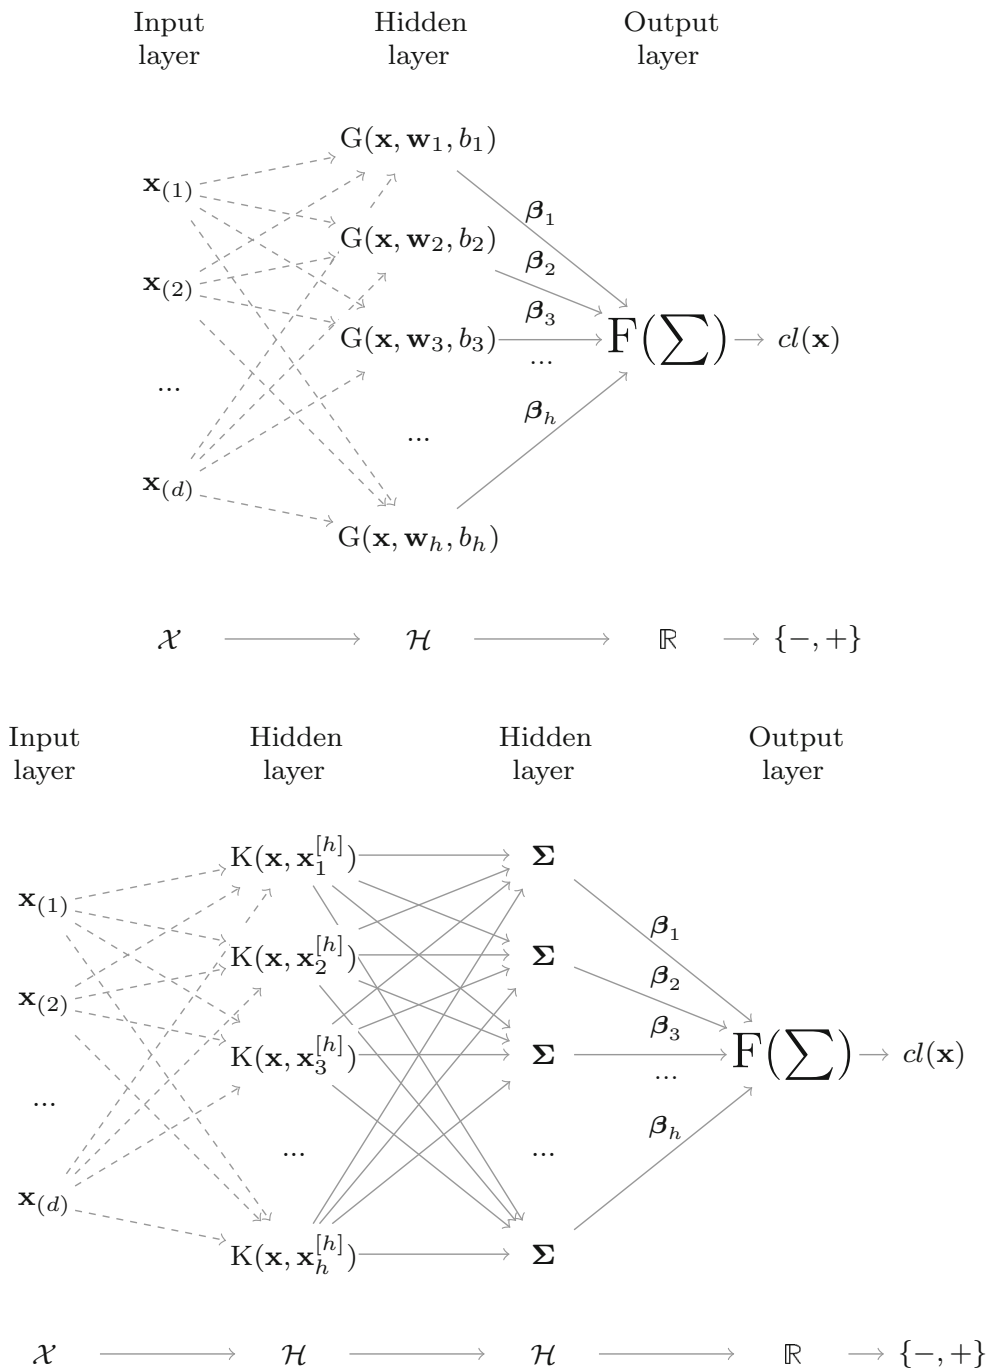 Input Hidden Output
layer layer layer
G(𝐱, 𝐰₁, b₁)
𝐱₍₁₎
β₁
G(𝐱, 𝐰₂, b₂)
β₂
𝐱₍₂₎
β₃
G(𝐱, 𝐰₃, b₃) F(∑) cl(𝐱)
...
...
βₕ
...
𝐱_(d)
G(𝐱, 𝐰ₕ, bₕ)
𝒳 ℋ ℝ {−, +}
Input Hidden Hidden Output
layer layer layer layer
K(𝐱, 𝐱₁^[h]) Σ
𝐱₍₁₎
β₁
K(𝐱, 𝐱₂^[h]) Σ
β₂
𝐱₍₂₎
β₃
K(𝐱, 𝐱₃^[h]) Σ F(∑) cl(𝐱)
...
...
βₕ
... ...
𝐱_(d)
K(𝐱, 𝐱ₕ^[h]) Σ
𝒳 ℋ ℋ ℝ {−, +}